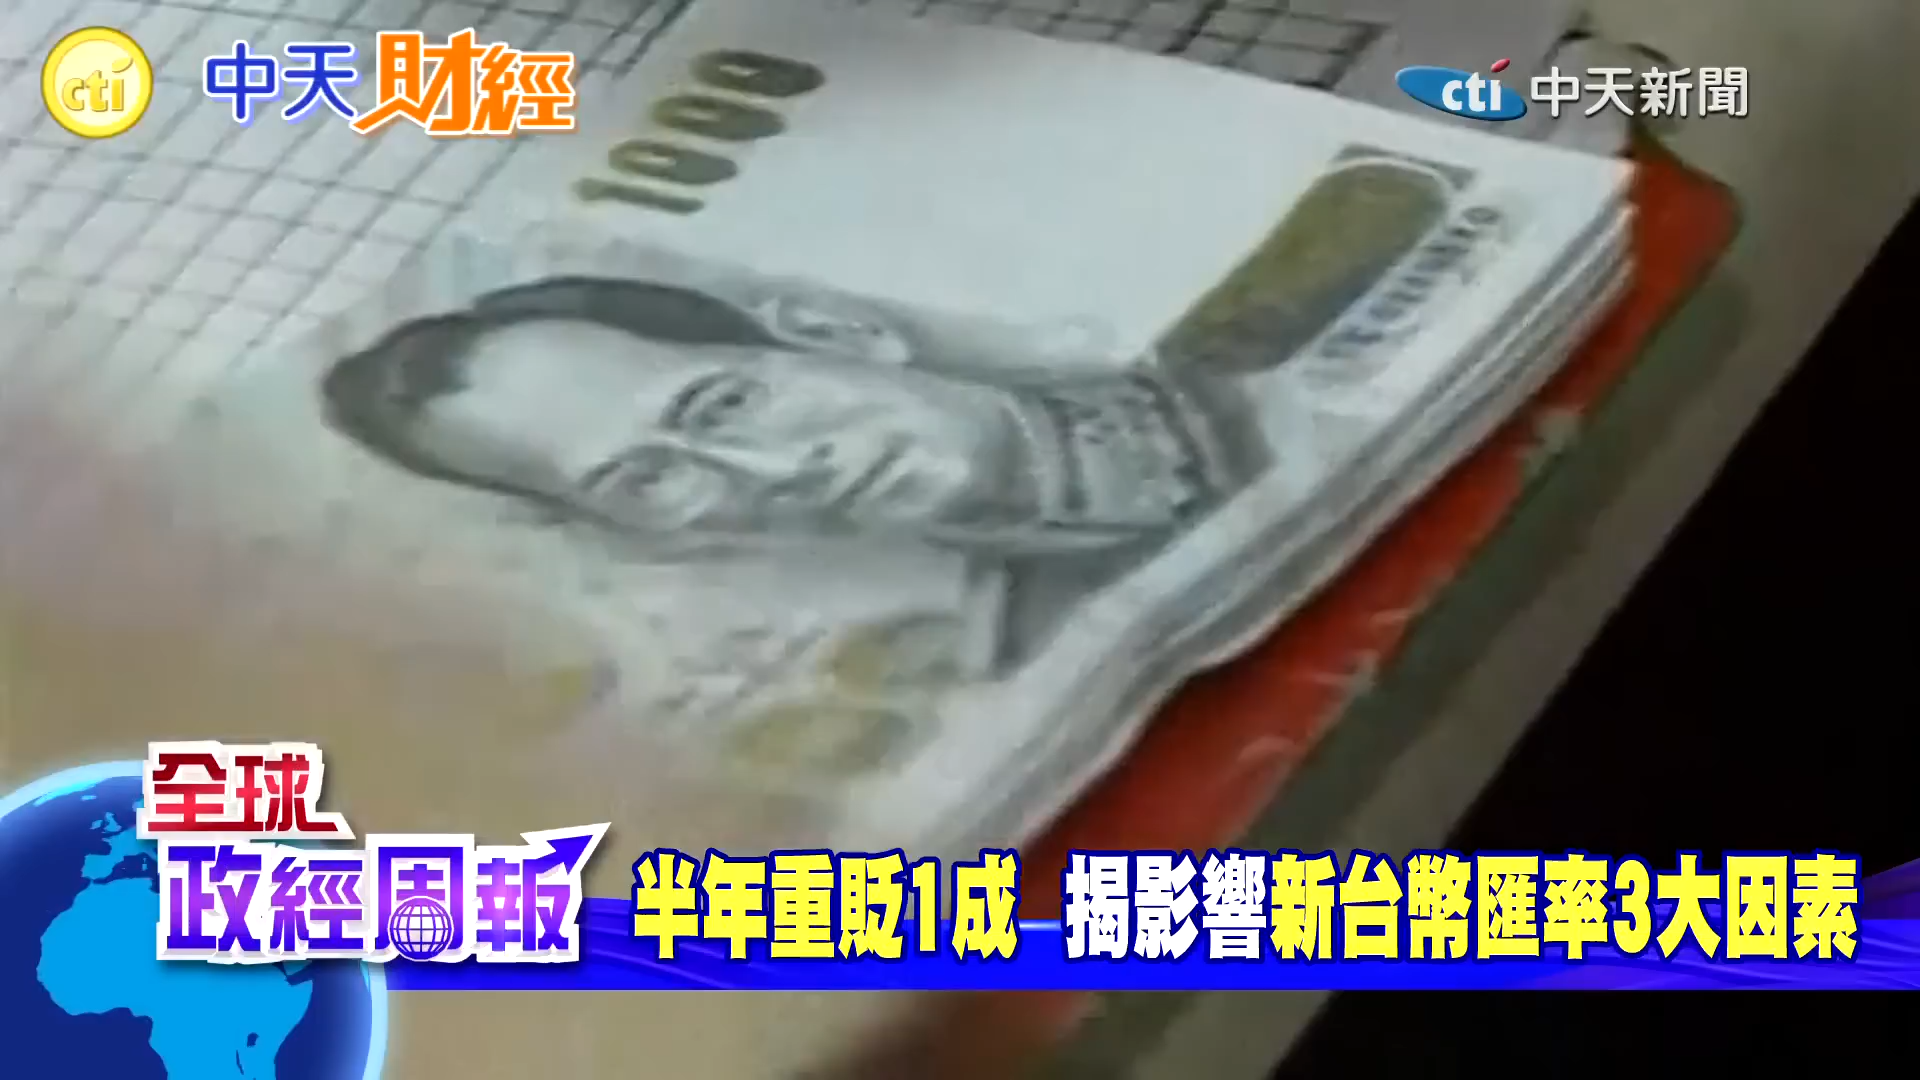 cti
中天財經
cti 中天新聞
1000
全球
政經周報
半年重貶1成 揭影響新台幣匯率3大因素